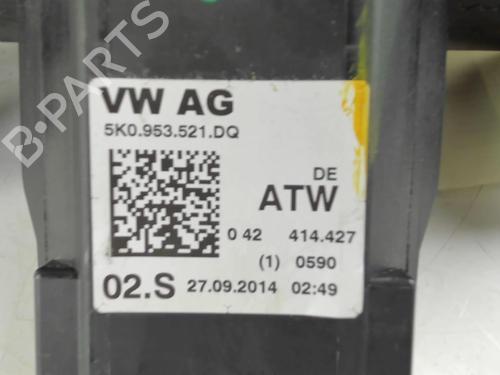 B-PARTS
VW AG
5K0.953.521.DQ
DE
ATW
0 42 414.427
(1) 0590
02.S 27.09.2014 02:49